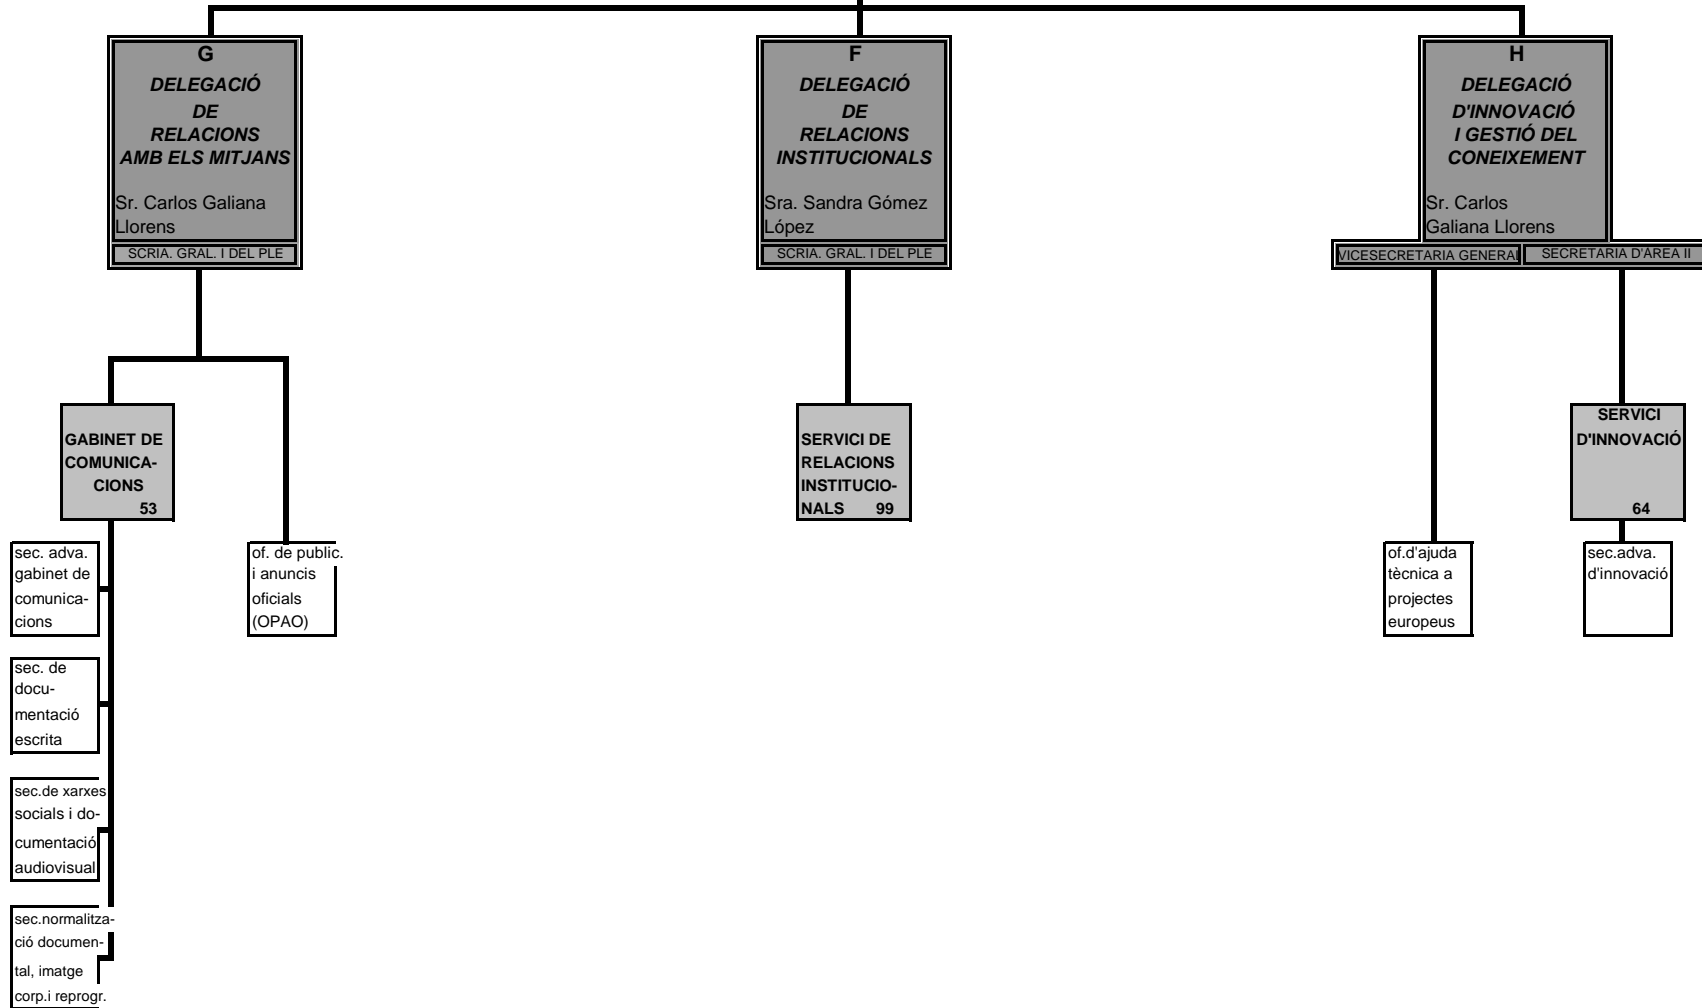 G
DELEGACIÓ
DE
RELACIONS
AMB ELS MITJANS
Sr. Carlos Galiana
Llorens
SCRIA. GRAL. I DEL PLE
F
DELEGACIÓ
DE
RELACIONS
INSTITUCIONALS
Sra. Sandra Gómez
López
SCRIA. GRAL. I DEL PLE
H
DELEGACIÓ
D'INNOVACIÓ
I GESTIÓ DEL
CONEIXEMENT
Sr. Carlos
Galiana Llorens
VICESECRETARIA GENERAL
SECRETARIA D'ÀREA II
GABINET DE
COMUNICA-
CIONS
53
SERVICI DE
RELACIONS
INSTITUCIO-
NALS 99
SERVICI
D'INNOVACIÓ
64
sec. adva.
gabinet de
comunica-
cions
of. de public.
i anuncis
oficials
(OPAO)
of.d'ajuda
tècnica a
projectes
europeus
sec.adva.
d'innovació
sec. de
docu-
mentació
escrita
sec.de xarxes
socials i do-
cumentació
audiovisual
sec.normalitza-
ció documen-
tal, imatge
corp.i reprogr.